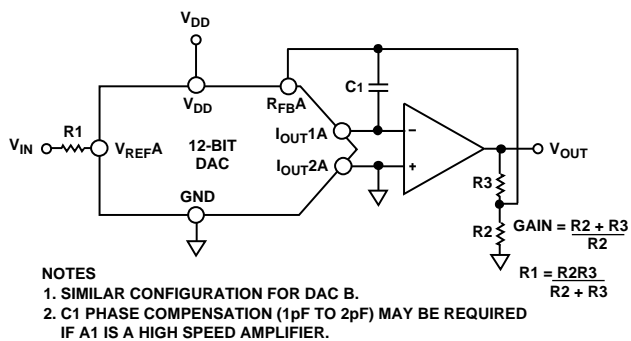 VDD
VDD
RFBA
C1
R1
VIN
VREFA
12-BIT
DAC
IOUT1A
IOUT2A
GND
−
+
VOUT
R3
R2
GAIN = R2 + R3
R2
R1 = R2R3
R2 + R3
NOTES
1. SIMILAR CONFIGURATION FOR DAC B.
2. C1 PHASE COMPENSATION (1pF TO 2pF) MAY BE REQUIRED
IF A1 IS A HIGH SPEED AMPLIFIER.